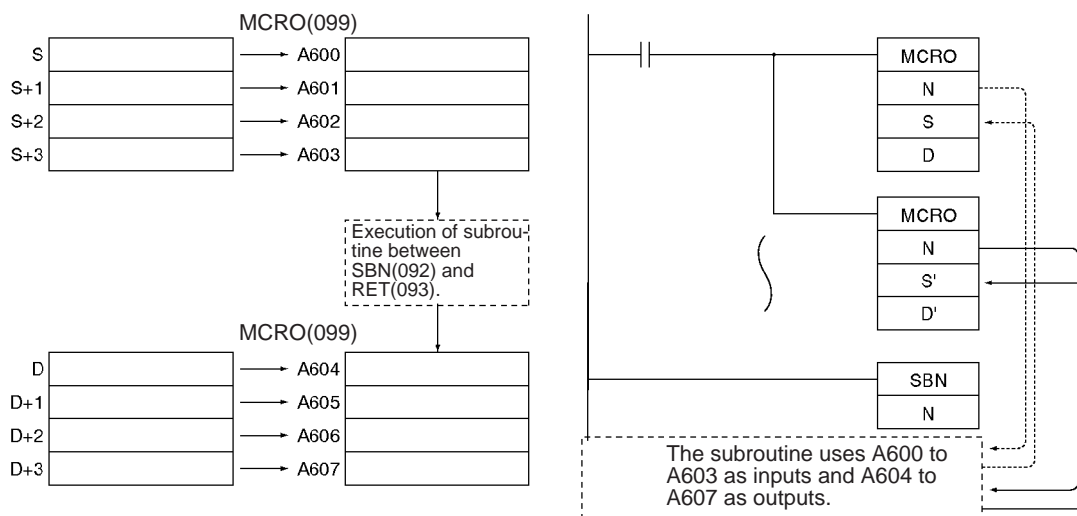 MCRO(099)
S A600
S+1 A601
S+2 A602
S+3 A603
Execution of subrou-
tine between
SBN(092) and
RET(093).
MCRO(099)
D A604
D+1 A605
D+2 A606
D+3 A607
MCRO
N
S
D
MCRO
N
S'
D'
SBN
N
The subroutine uses A600 to
A603 as inputs and A604 to
A607 as outputs.